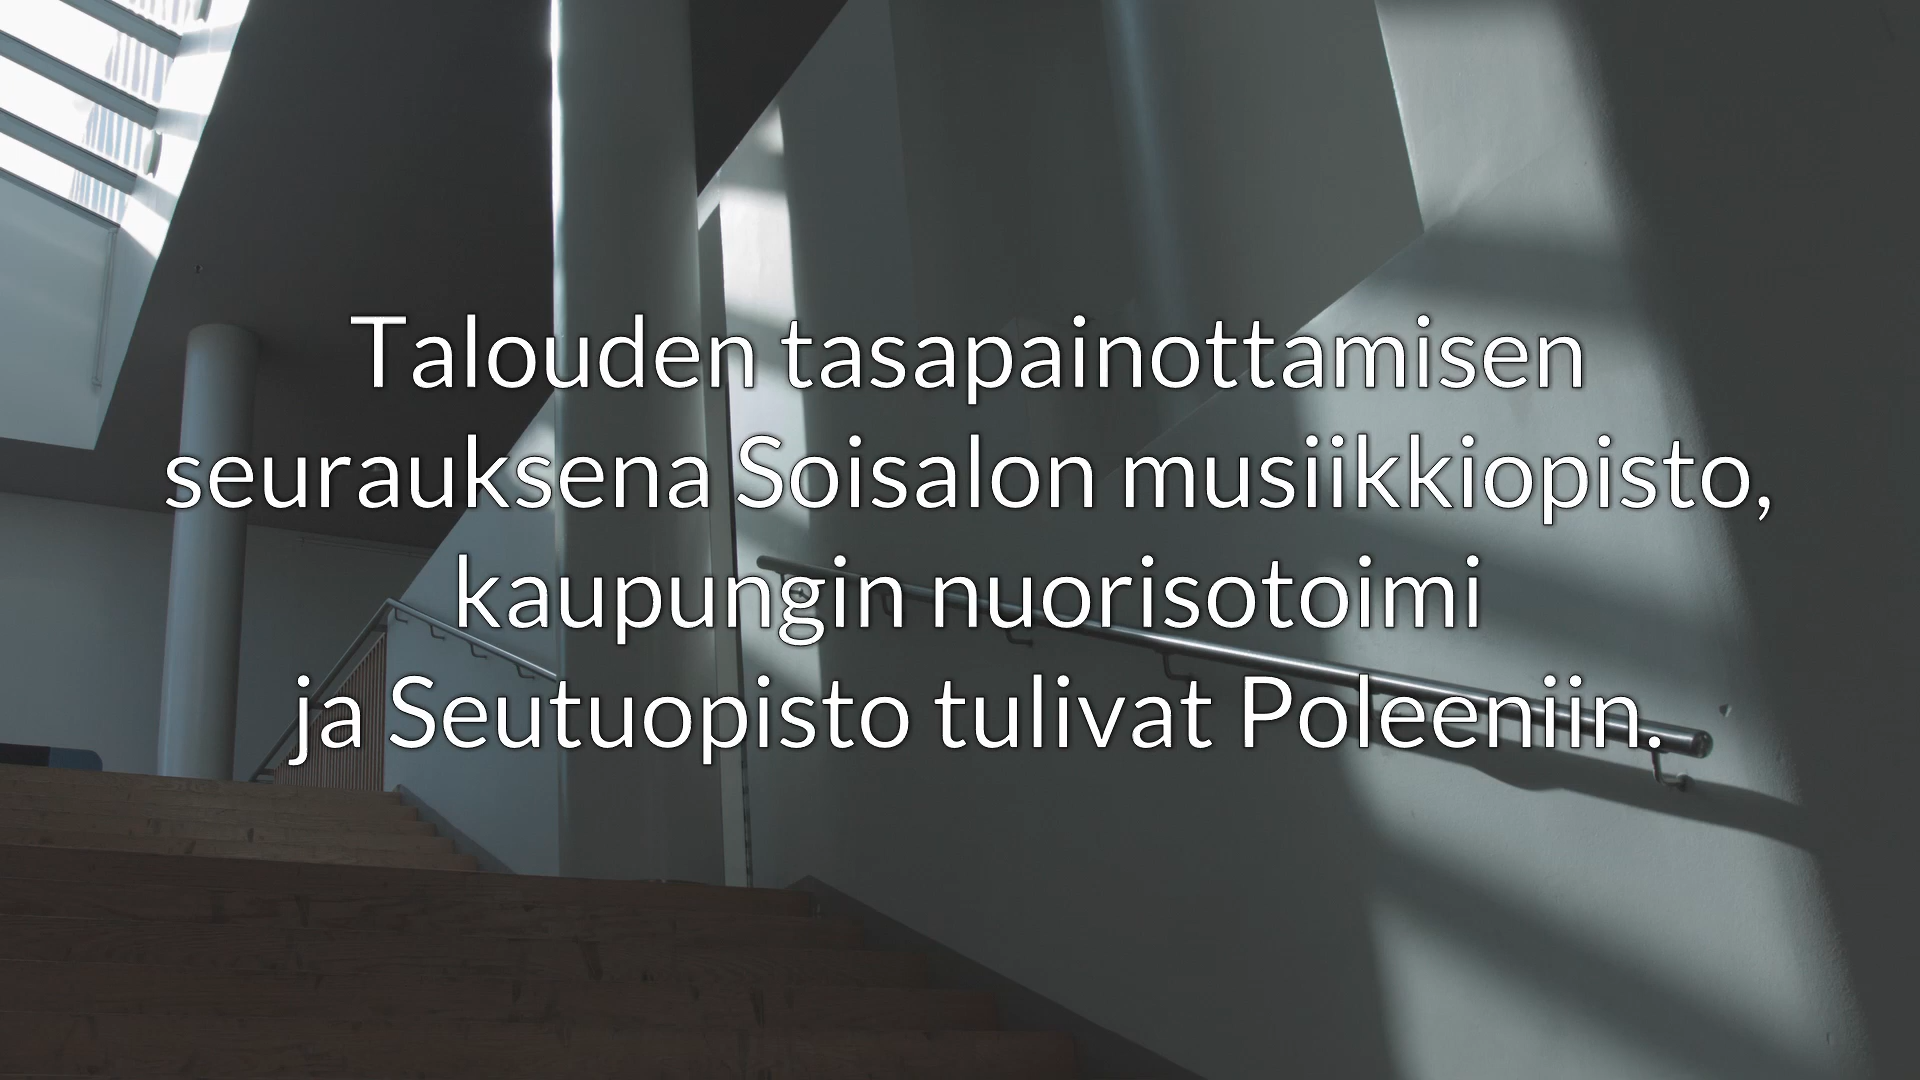 Talouden tasapainottamisen
seurauksena Soisalon musiikkiopisto,
kaupungin nuorisotoimi
ja Seutuopisto tulivat Poleeniin.